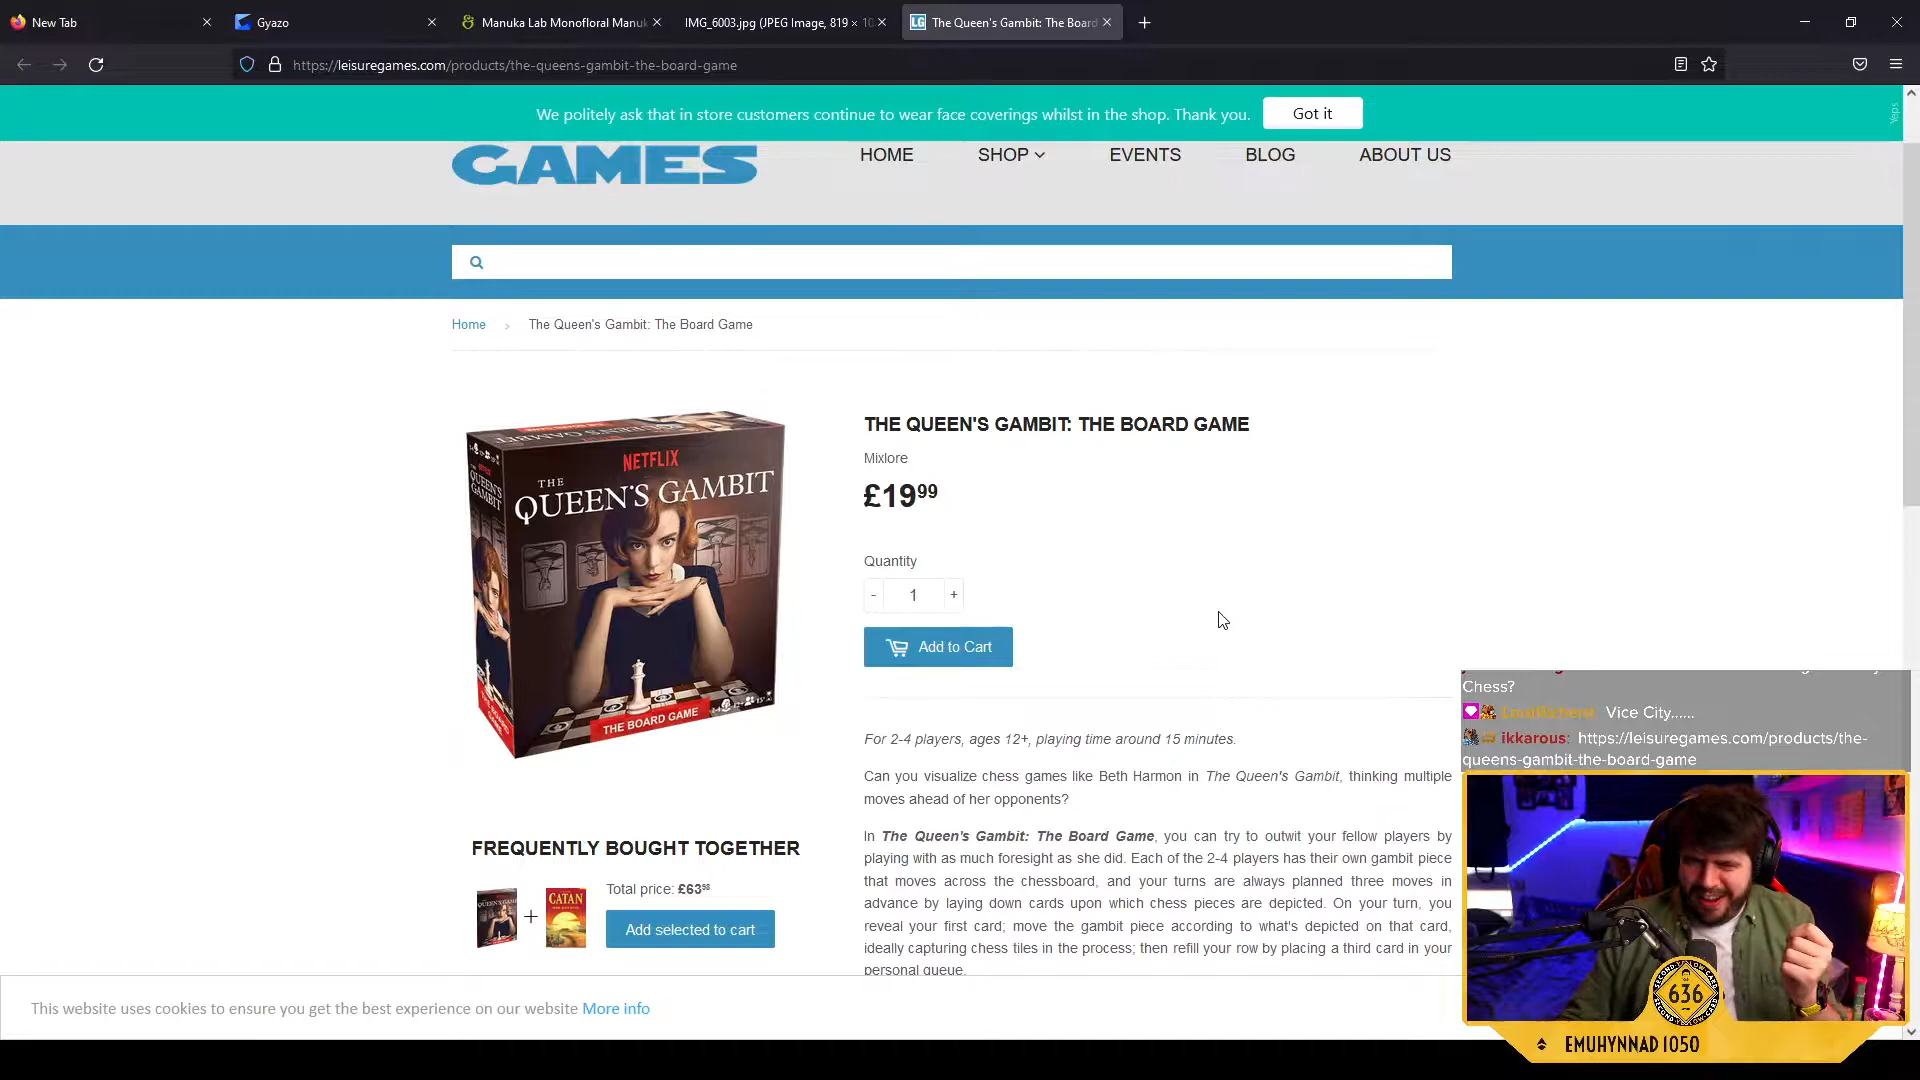 New Tab
Gyazo
Manuka Lab Monofloral Manuk
IMG_6003.jpg (JPEG Image, 819 × 10
LG The Queen's Gambit: The Board
https://leisuregames.com/products/the-queens-gambit-the-board-game
We politely ask that in store customers continue to wear face coverings whilst in the shop. Thank you.
Got it
Yeps
GAMES
HOME
SHOP
EVENTS
BLOG
ABOUT US
Home > The Queen's Gambit: The Board Game
NETFLIX
THE
QUEEN'S GAMBIT
THE BOARD GAME
THE QUEEN'S GAMBIT: THE BOARD GAME
Mixlore
£19.99
Quantity
- 1 +
Add to Cart
For 2-4 players, ages 12+, playing time around 15 minutes.
Can you visualize chess games like Beth Harmon in The Queen's Gambit, thinking multiple
moves ahead of her opponents?
In The Queen's Gambit: The Board Game, you can try to outwit your fellow players by
playing with as much foresight as she did. Each of the 2-4 players has their own gambit piece
that moves across the chessboard, and your turns are always planned three moves in
advance by laying down cards upon which chess pieces are depicted. On your turn, you
reveal your first card; move the gambit piece according to what's depicted on that card,
ideally capturing chess tiles in the process; then refill your row by placing a third card in your
personal queue.
FREQUENTLY BOUGHT TOGETHER
CATAN
+
Total price: £63.98
Add selected to cart
This website uses cookies to ensure you get the best experience on our website More info
Chess?
Vice City......
ikkarous: https://leisuregames.com/products/the-
queens-gambit-the-board-game
SECOND YELLOW CARD
636
EMUHYNNAD 1050